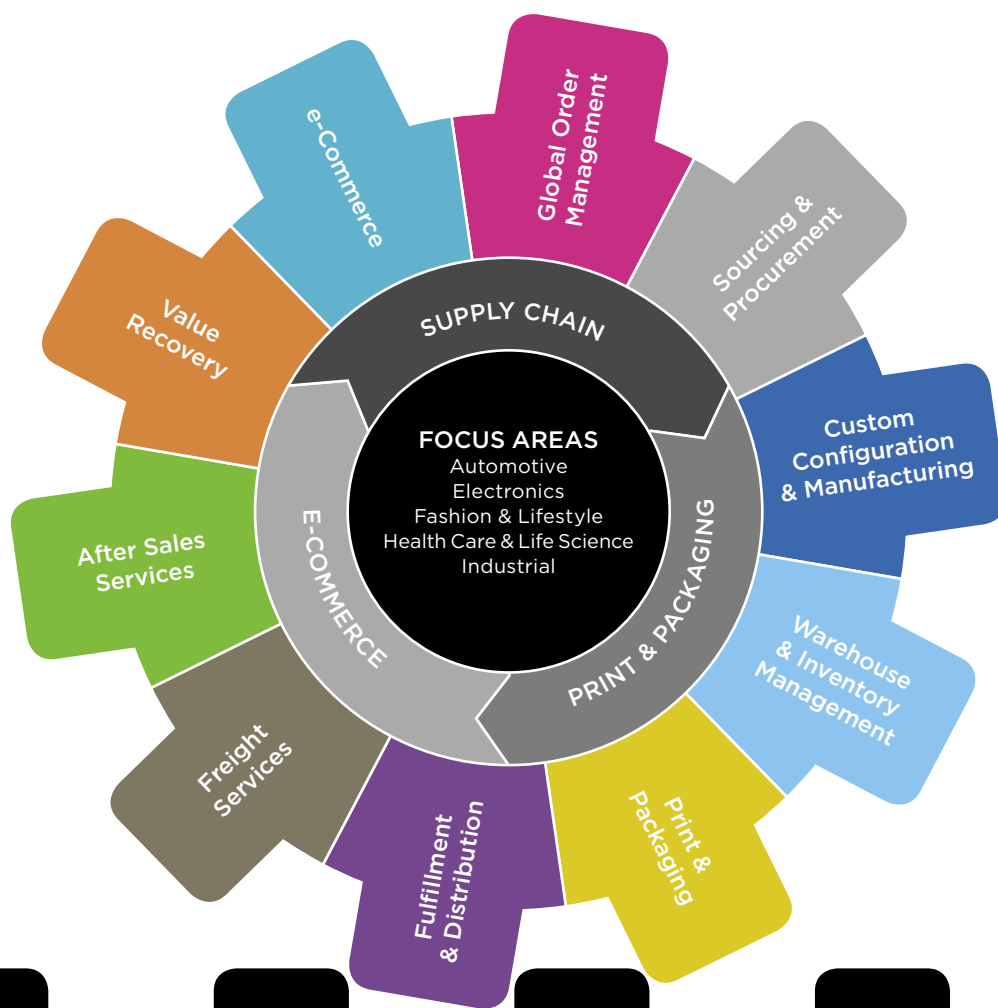 e-Commerce
Global Order
Management
Sourcing &
Procurement
Custom
Configuration
& Manufacturing
Warehouse
& Inventory
Management
Print &
Packaging
Fulfillment
& Distribution
Freight
Services
After Sales
Services
Value
Recovery
SUPPLY CHAIN
PRINT & PACKAGING
E-COMMERCE
FOCUS AREAS
Automotive
Electronics
Fashion & Lifestyle
Health Care & Life Science
Industrial